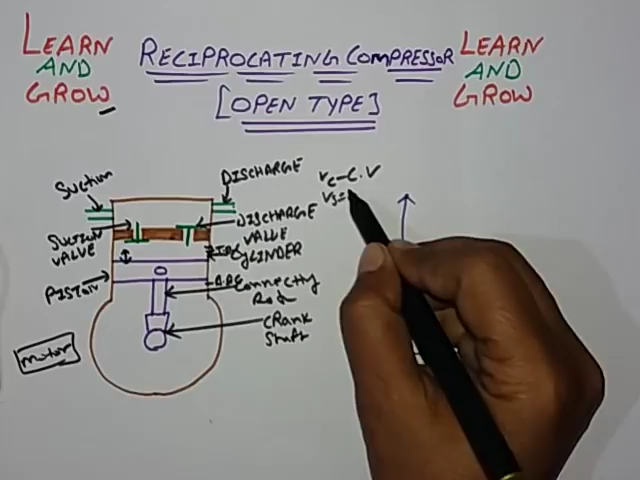 LEARN
AND
GROW
RECIPROCATING COMPRESSOR
[OPEN TYPE]
LEARN
AND
GROW
SUCTION
DISCHARGE
Vc-C.V
Vs=
SUCTION
VALVE
DISCHARGE
VALVE
CYLINDER
PISTON
CONNECTING
ROD
CRANK
SHAFT
MOTOR